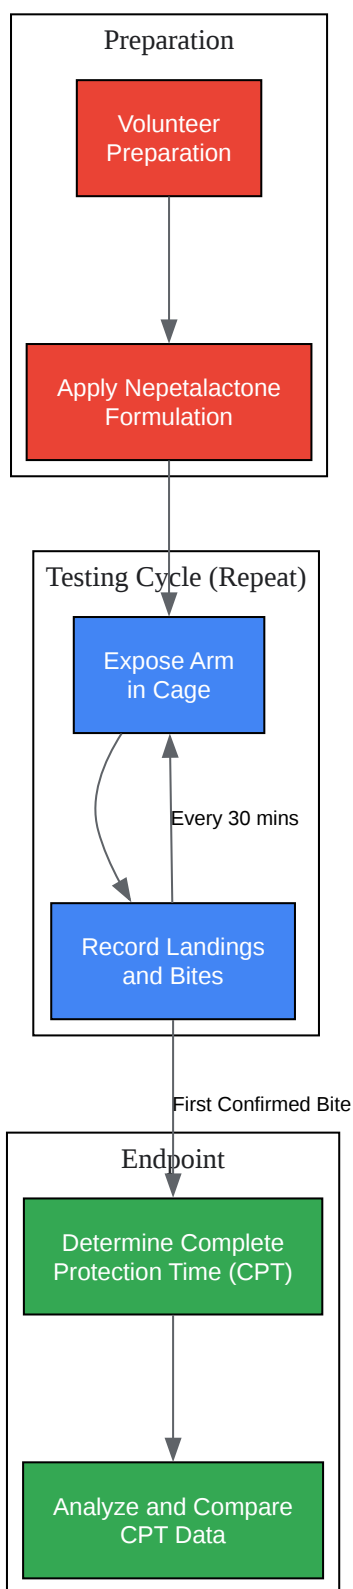 Preparation
Volunteer
Preparation
Apply Nepetalactone
Formulation
Testing Cycle (Repeat)
Expose Arm
in Cage
Every 30 mins
Record Landings
and Bites
First Confirmed Bite
Endpoint
Determine Complete
Protection Time (CPT)
Analyze and Compare
CPT Data